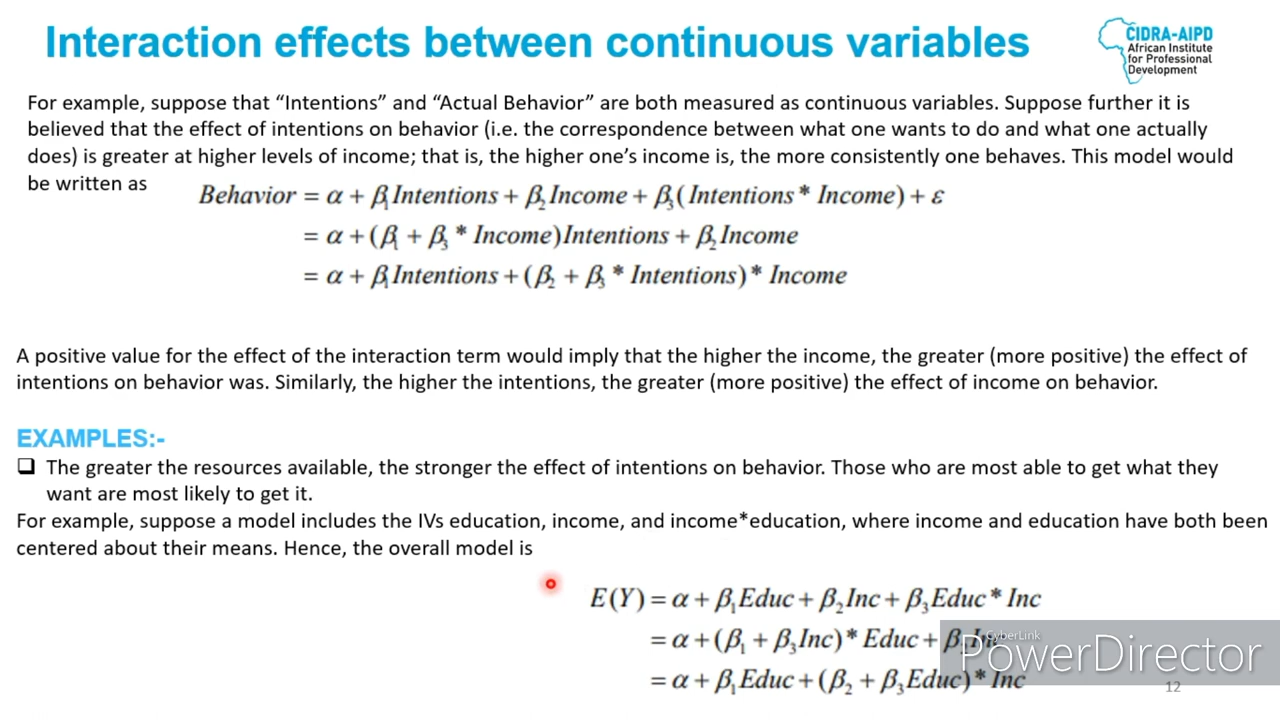 Interaction effects between continuous variables
CIDRA-AIPD
African Institute
for Professional
Development
For example, suppose that “Intentions” and “Actual Behavior” are both measured as continuous variables. Suppose further it is
believed that the effect of intentions on behavior (i.e. the correspondence between what one wants to do and what one actually
does) is greater at higher levels of income; that is, the higher one’s income is, the more consistently one behaves. This model would
be written as
Behavior = α + β₁Intentions + β₂Income + β₃(Intentions * Income) + ε
= α + (β₁ + β₃ * Income)Intentions + β₂Income
= α + β₁Intentions + (β₂ + β₃ * Intentions) * Income
A positive value for the effect of the interaction term would imply that the higher the income, the greater (more positive) the effect of
intentions on behavior was. Similarly, the higher the intentions, the greater (more positive) the effect of income on behavior.
EXAMPLES:-
❑ The greater the resources available, the stronger the effect of intentions on behavior. Those who are most able to get what they
want are most likely to get it.
For example, suppose a model includes the IVs education, income, and income*education, where income and education have both been
centered about their means. Hence, the overall model is
E(Y) = α + β₁Educ + β₂Inc + β₃Educ * Inc
= α + (β₁ + β₃Inc) * Educ + β₂Inc
= α + β₁Educ + (β₂ + β₃Educ) * Inc
CyberLink
PowerDirector
12